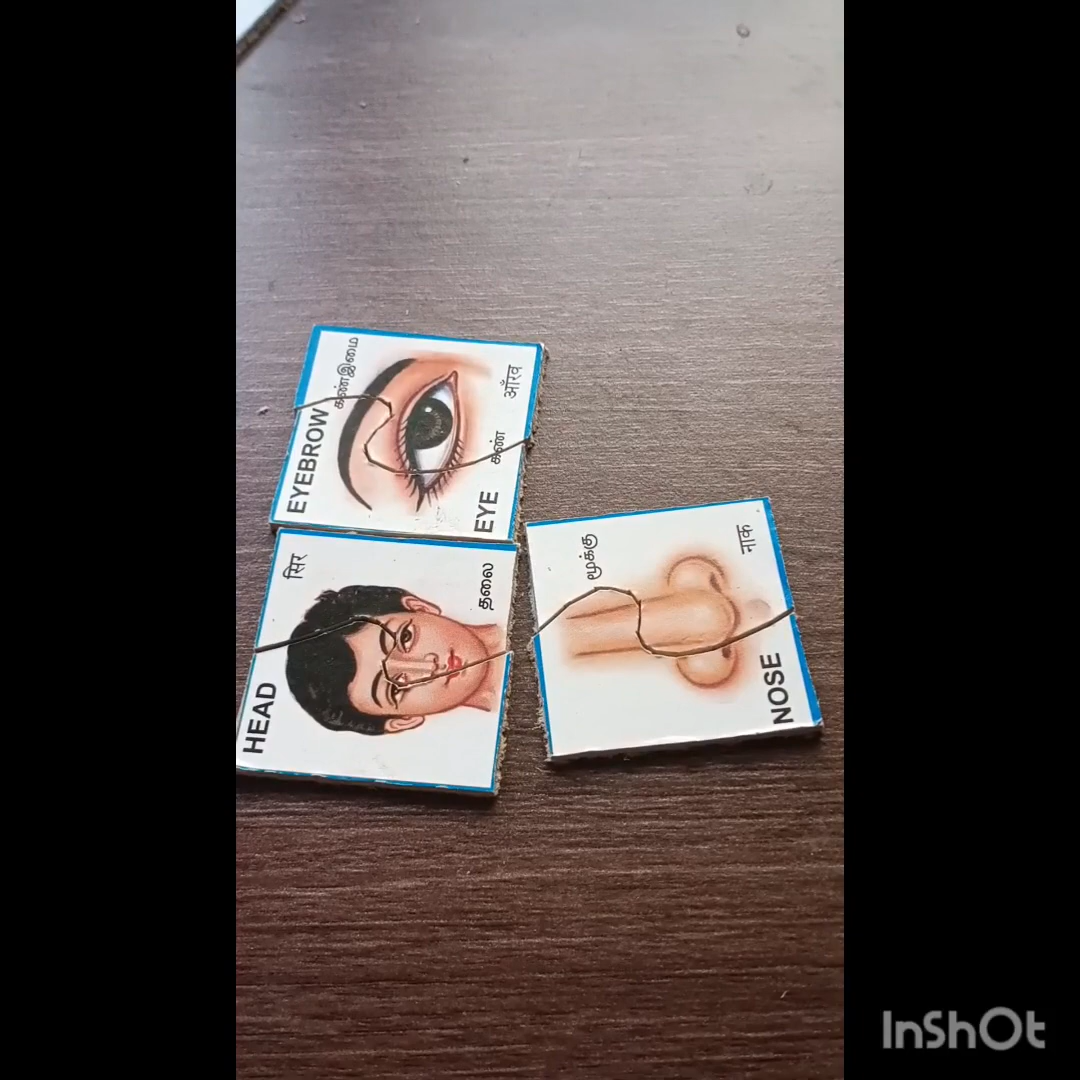 EYEBROW
கண்இமை
EYE
கண்
आँख
HEAD
सिर
தலை
மூக்கு
नाक
NOSE
InShOt